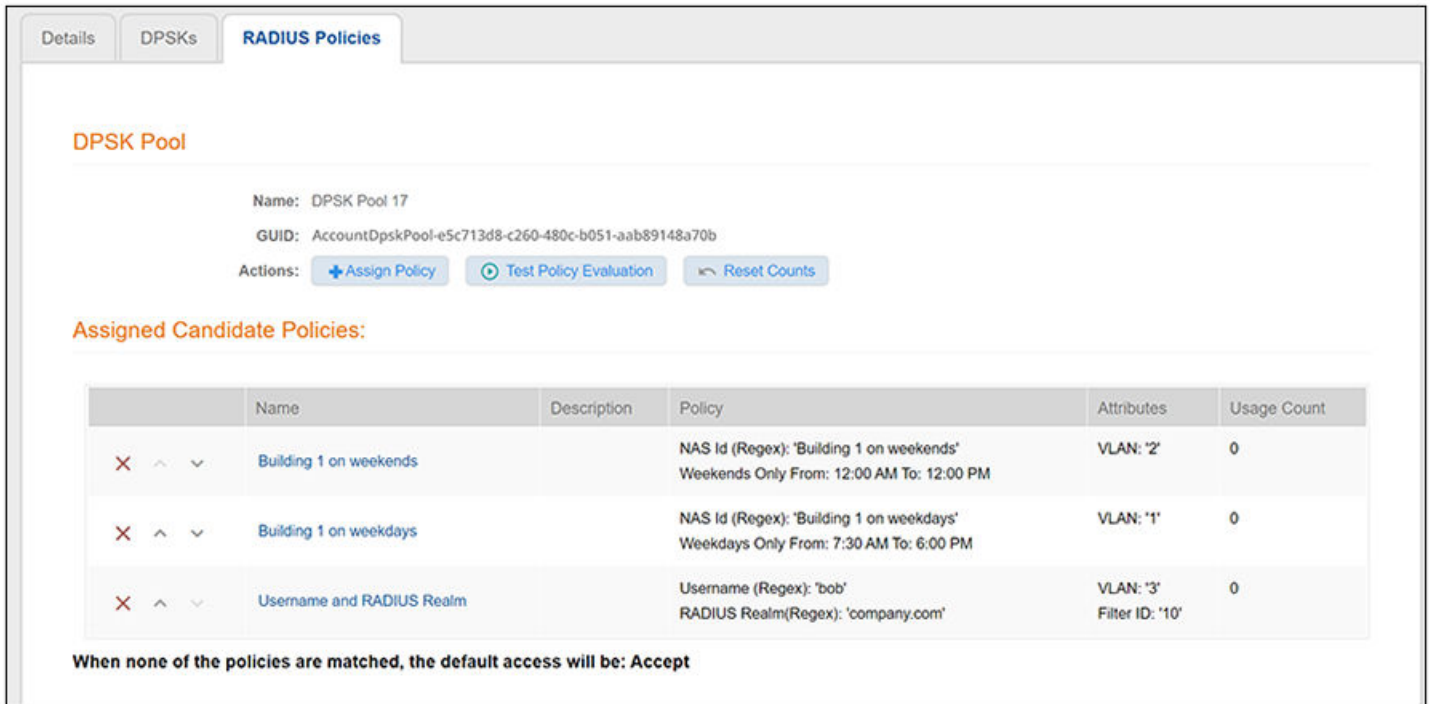 Details DPSKs RADIUS Policies
DPSK Pool
Name: DPSK Pool 17
GUID: AccountDpskPool-e5c713d8-c260-480c-b051-aab89148a70b
Actions: Assign Policy Test Policy Evaluation Reset Counts
Assigned Candidate Policies:
Name Description Policy Attributes Usage Count
Building 1 on weekends NAS Id (Regex): 'Building 1 on weekends' VLAN: '2' 0
Weekends Only From: 12:00 AM To: 12:00 PM
Building 1 on weekdays NAS Id (Regex): 'Building 1 on weekdays' VLAN: '1' 0
Weekdays Only From: 7:30 AM To: 6:00 PM
Username and RADIUS Realm Username (Regex): 'bob' VLAN: '3' 0
RADIUS Realm(Regex): 'company.com' Filter ID: '10'
When none of the policies are matched, the default access will be: Accept